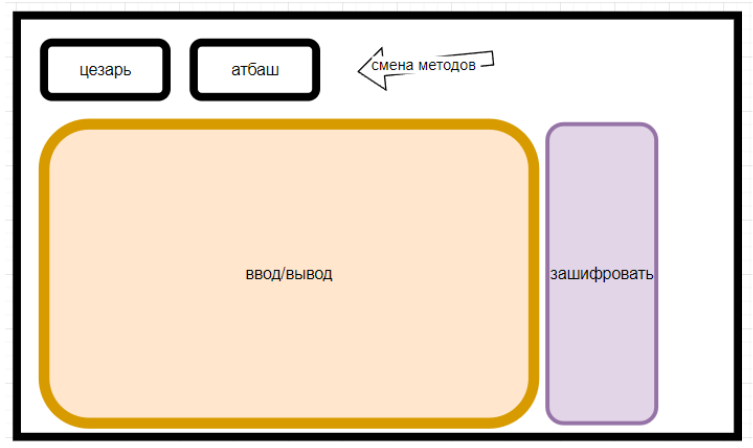 цезарь
атбаш
смена методов
ввод/вывод
зашифровать